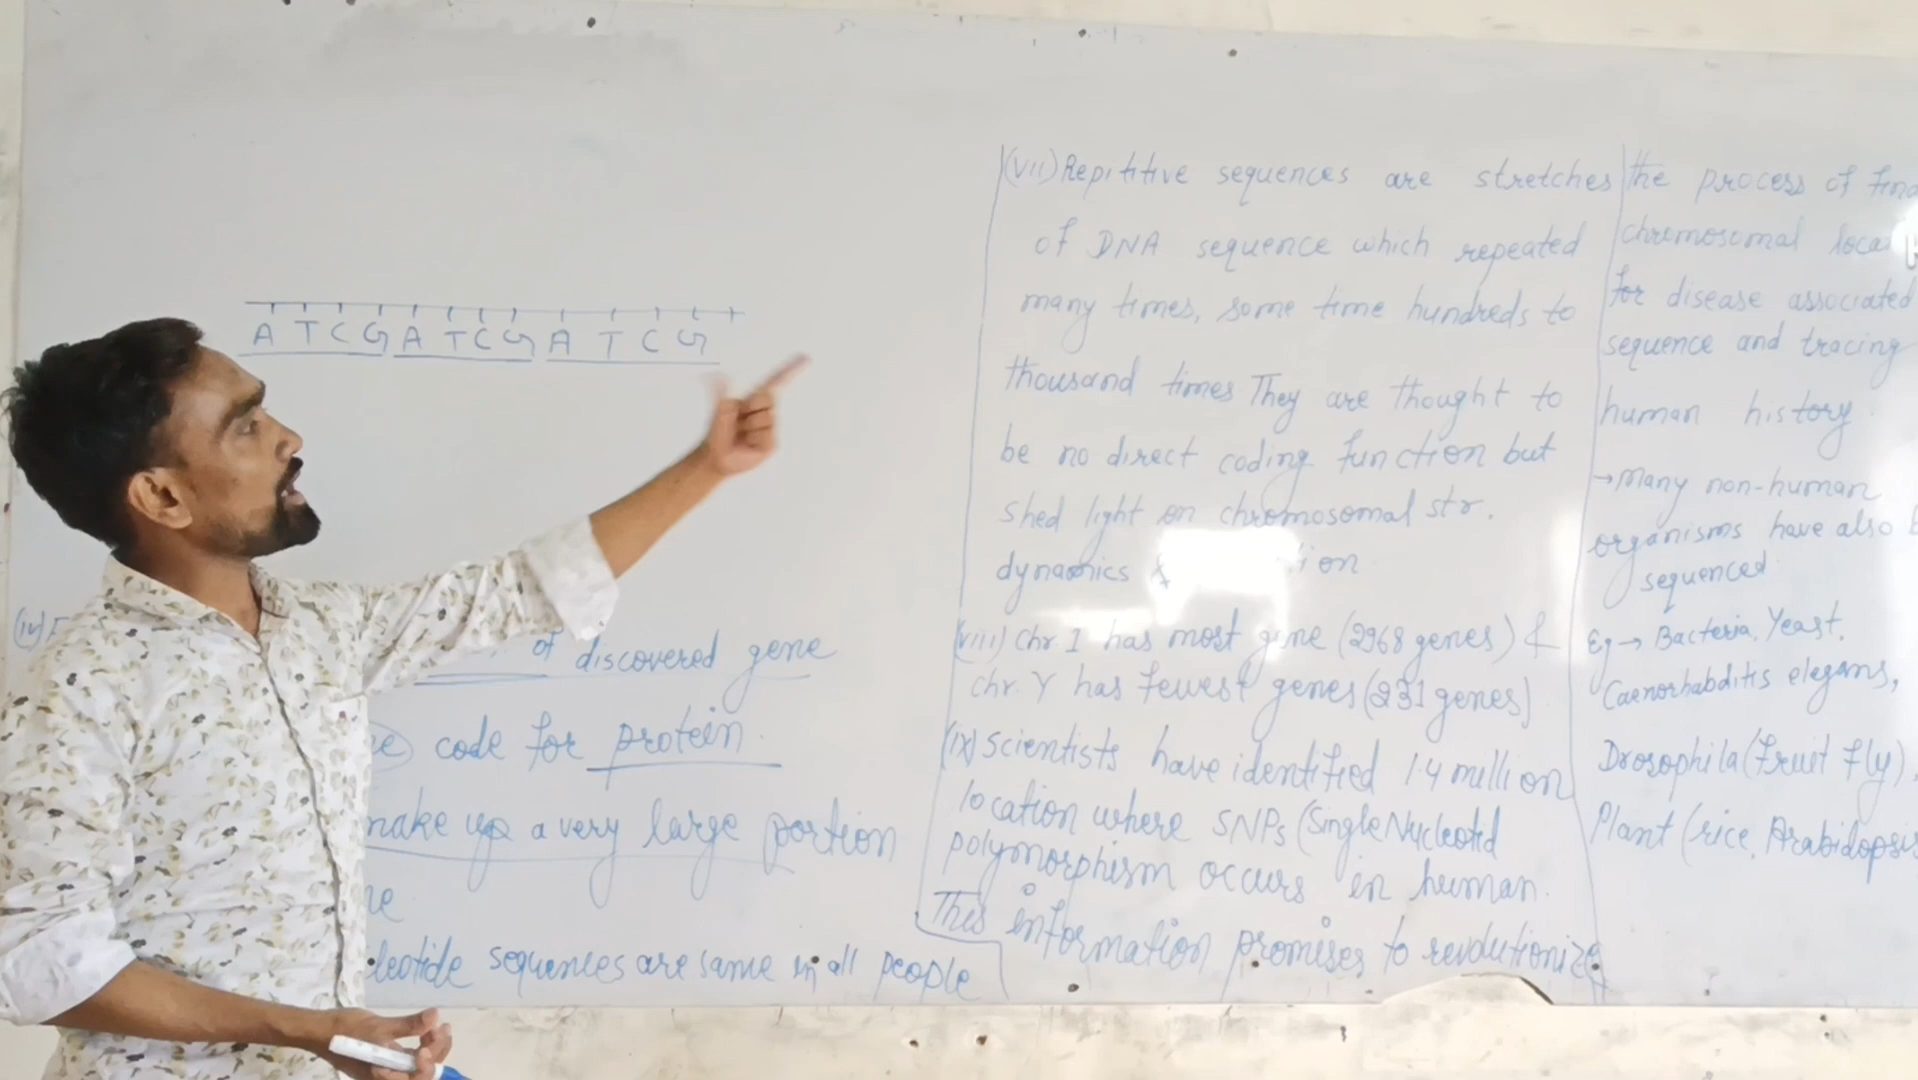 A T C G A T C G A T C G
(iv)
of discovered gene
code for protein.
make up a very large portion
sequences are same in all people
(vii) Repititive sequences are stretches
of DNA sequence which repeated
many times, some time hundreds to
thousand times They are thought to
be no direct coding function but
shed light on chromosomal str.
dynamics &
(viii) Chr I has most gene (2968 genes) &
chr. Y has fewest genes (231 genes)
(ix) Scientists have identified 1.4 million
location where SNPs (Single Nucleotid
polymorphism occurs in human.
This information promises to revolutionize
the process of
chromosomal
for disease associated
sequence and tracing
human history
→ Many non-human
organisms have also
sequenced.
Eg → Bacteria, Yeast,
Caenorhabditis elegans,
Drosophila (fruit fly),
Plant (rice, Arabidopsis